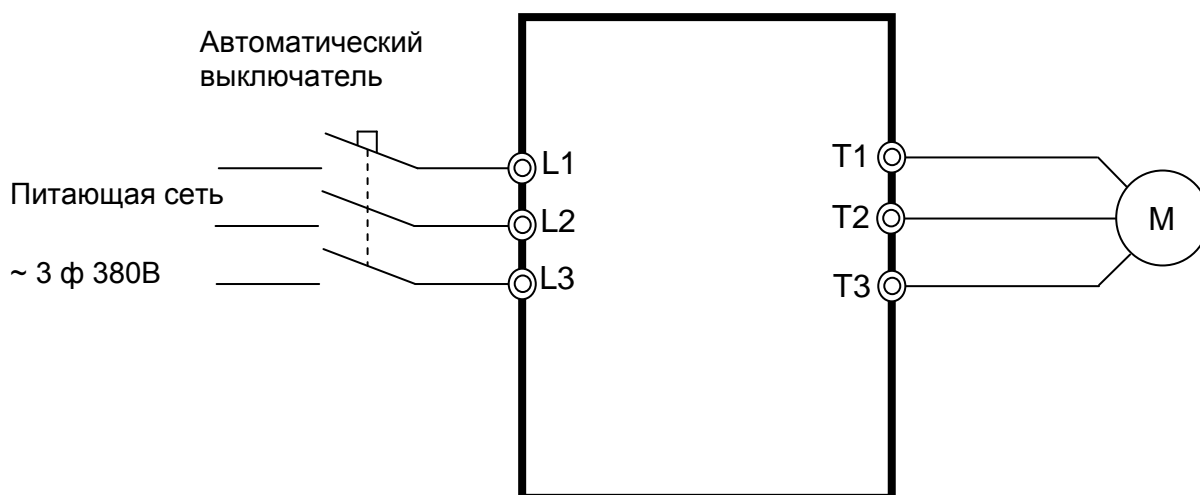 Автоматический
выключатель
Питающая сеть
~ 3 ф 380В
L1
L2
L3
T1
T2
T3
M